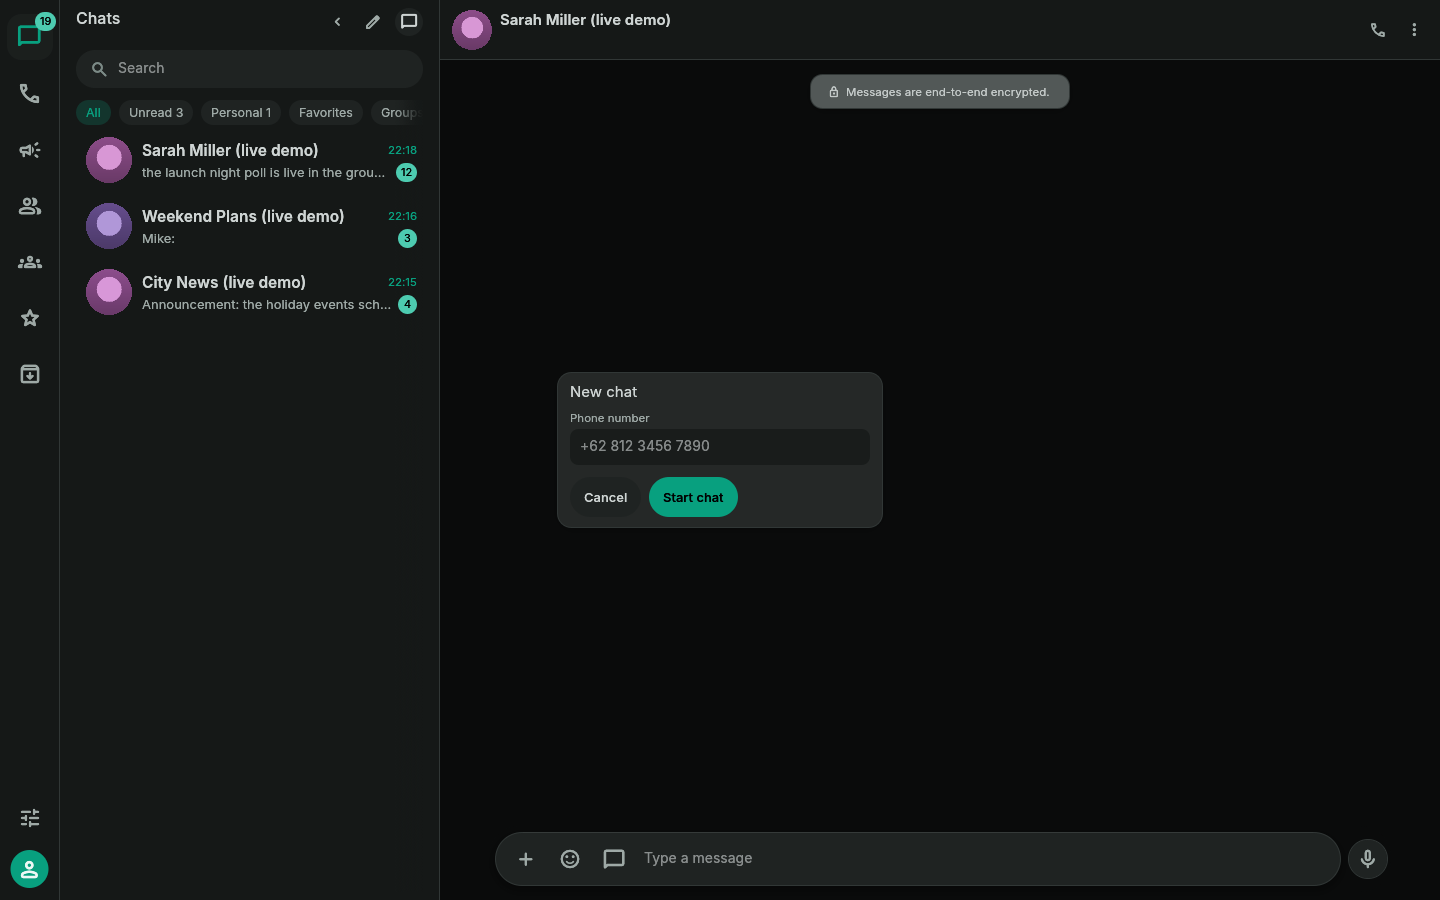 19
Chats
Search
All
Unread 3
Personal 1
Favorites
Group
Sarah Miller (live demo)
22:18
the launch night poll is live in the grou...
12
Weekend Plans (live demo)
22:16
Mike:
3
City News (live demo)
22:15
Announcement: the holiday events sch...
4
Sarah Miller (live demo)
Messages are end-to-end encrypted.
New chat
Phone number
+62 812 3456 7890
Cancel
Start chat
Type a message